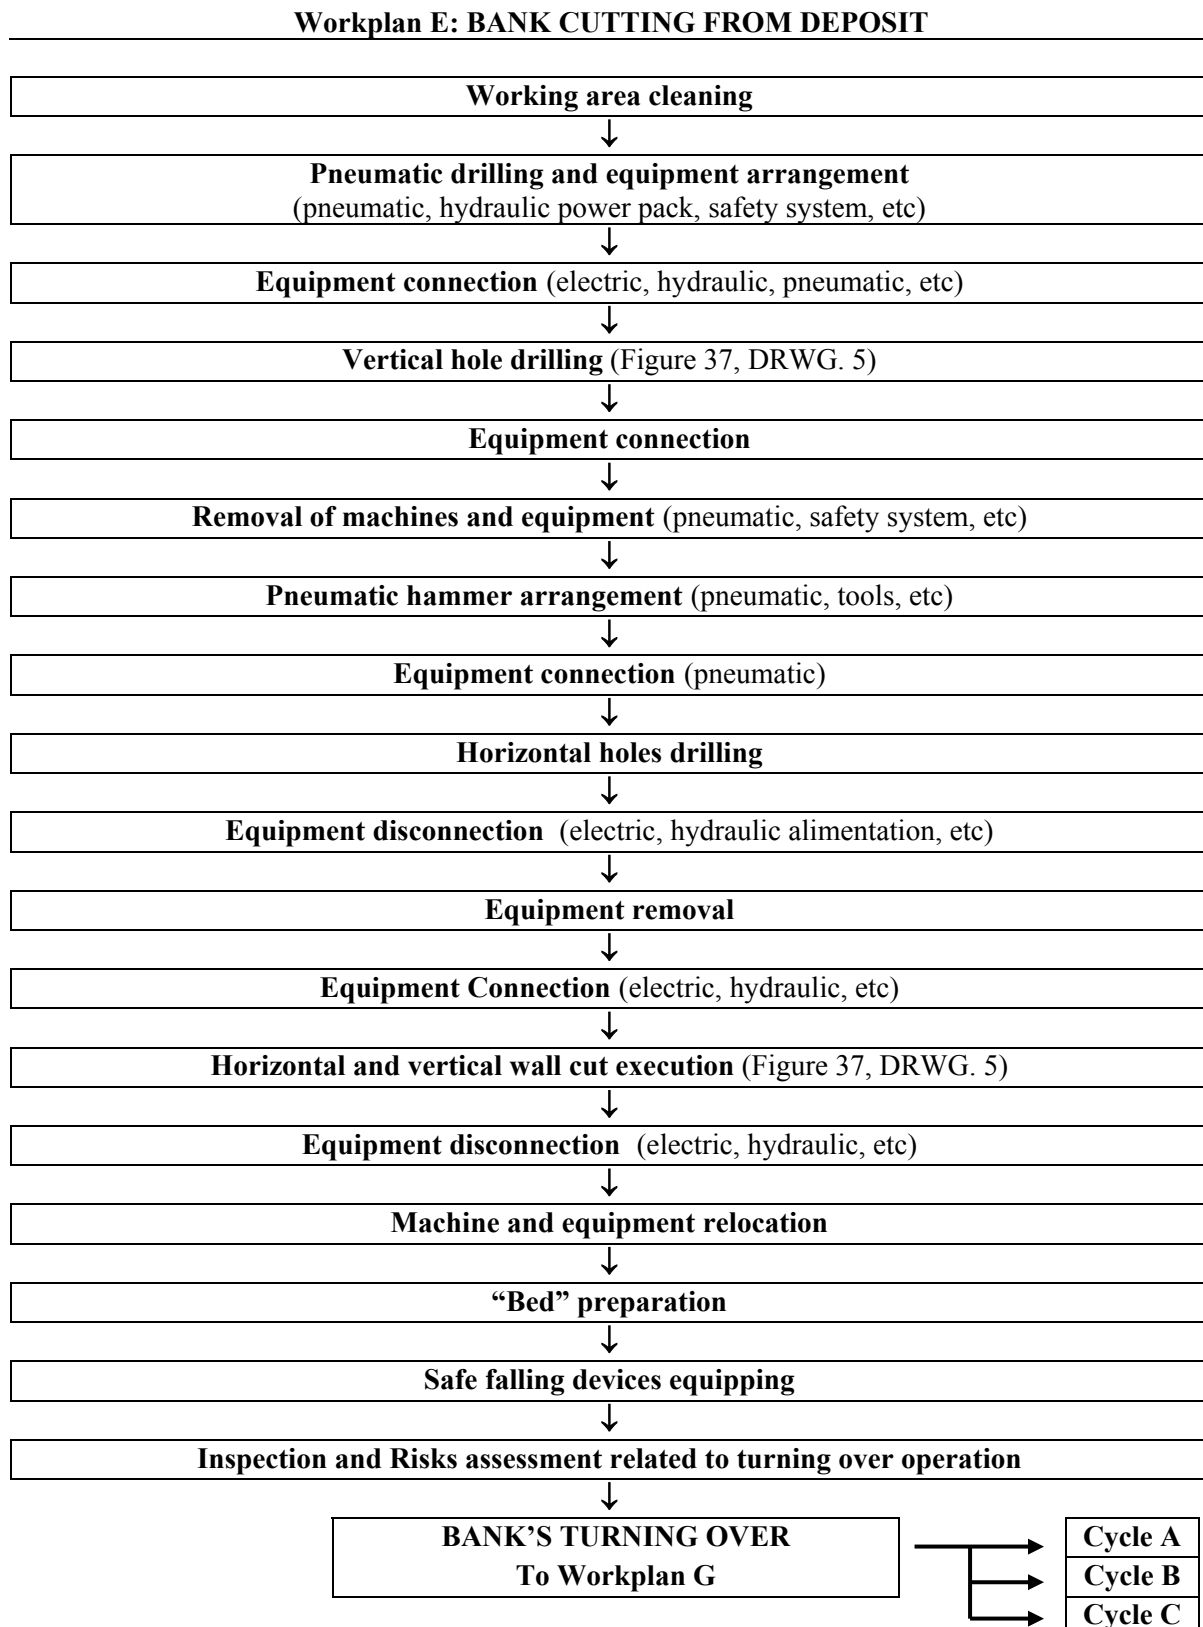 Workplan E: BANK CUTTING FROM DEPOSIT
Working area cleaning
Pneumatic drilling and equipment arrangement
(pneumatic, hydraulic power pack, safety system, etc)
Equipment connection (electric, hydraulic, pneumatic, etc)
Vertical hole drilling (Figure 37, DRWG. 5)
Equipment connection
Removal of machines and equipment (pneumatic, safety system, etc)
Pneumatic hammer arrangement (pneumatic, tools, etc)
Equipment connection (pneumatic)
Horizontal holes drilling
Equipment disconnection (electric, hydraulic alimentation, etc)
Equipment removal
Equipment Connection (electric, hydraulic, etc)
Horizontal and vertical wall cut execution (Figure 37, DRWG. 5)
Equipment disconnection (electric, hydraulic, etc)
Machine and equipment relocation
“Bed” preparation
Safe falling devices equipping
Inspection and Risks assessment related to turning over operation
BANK’S TURNING OVER
To Workplan G
Cycle A
Cycle B
Cycle C